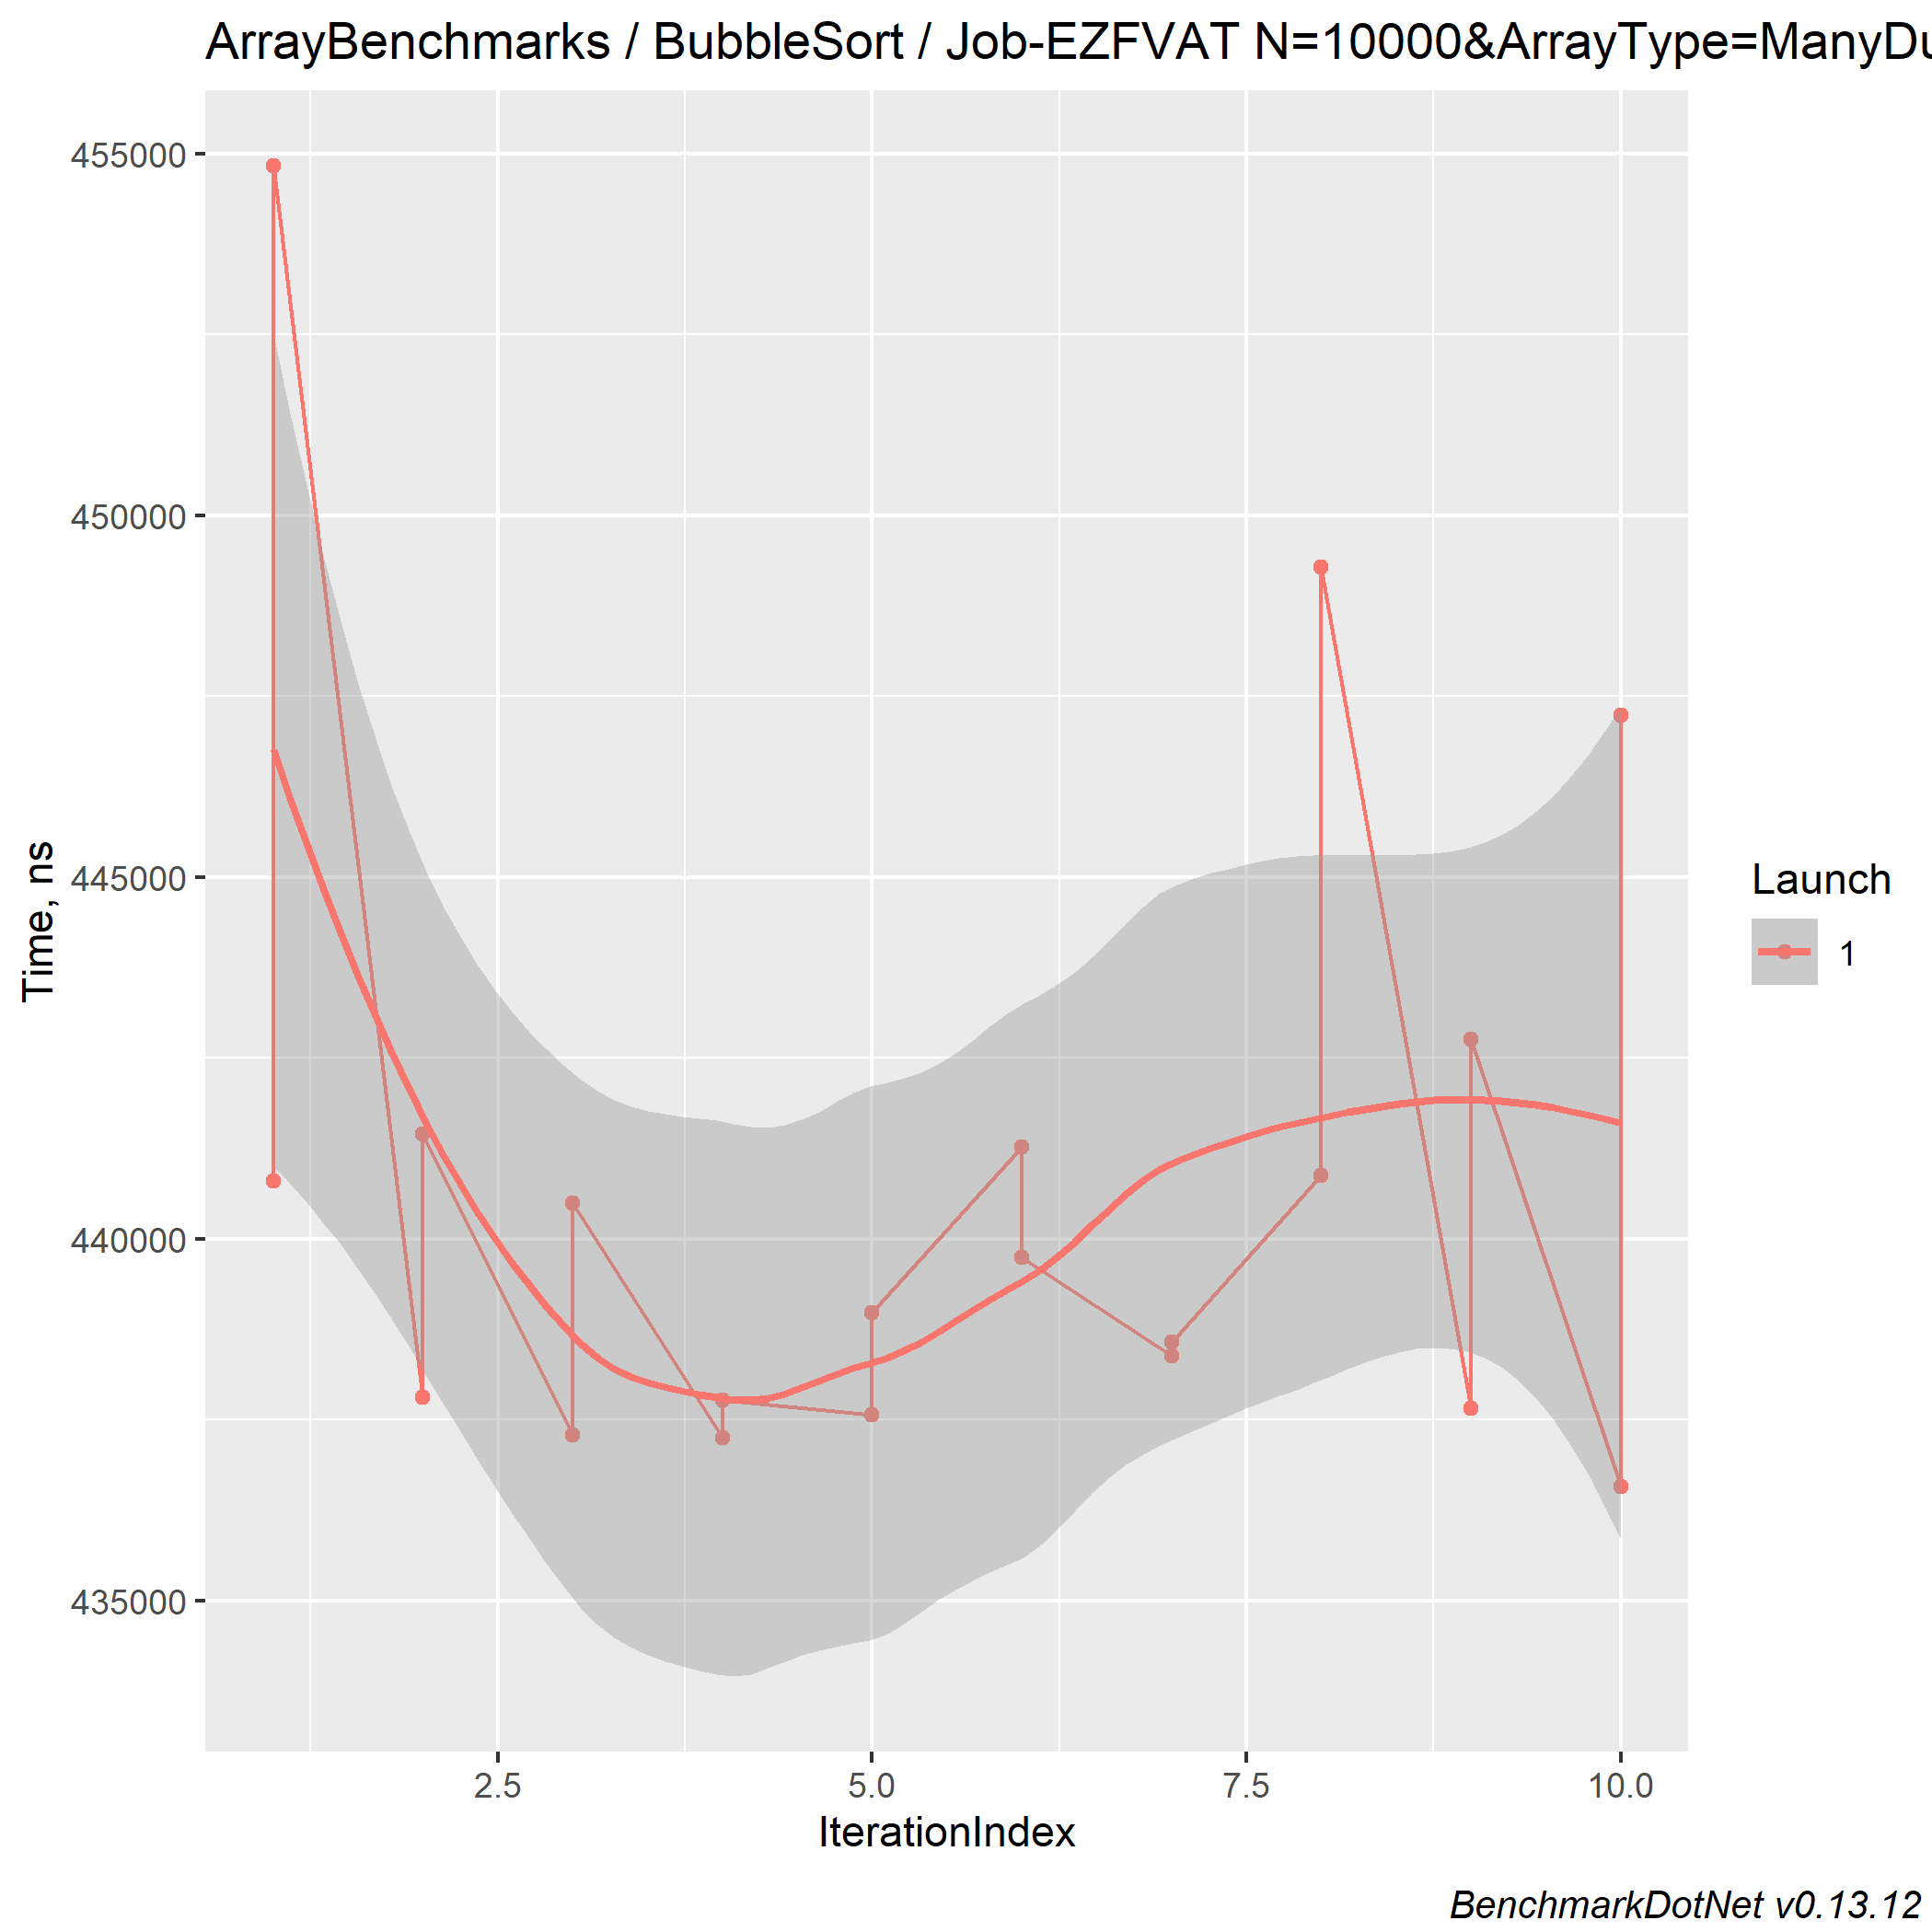 ArrayBenchmarks / BubbleSort / Job-EZFVAT N=10000&ArrayType=ManyDu
455000
450000
445000
440000
435000
Time, ns
2.5 5.0 7.5 10.0
IterationIndex
Launch
1
BenchmarkDotNet v0.13.12